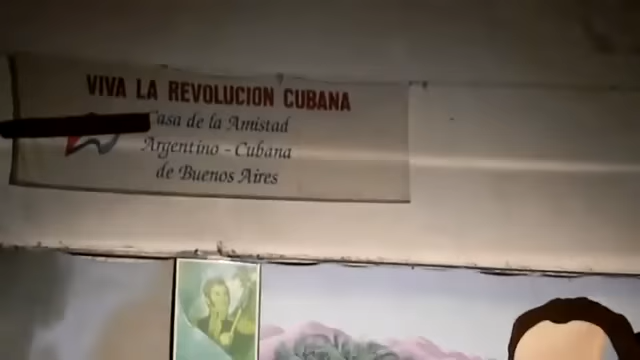 VIVA LA REVOLUCION CUBANA
Casa de la Amistad
Argentino - Cubana
de Buenos Aires